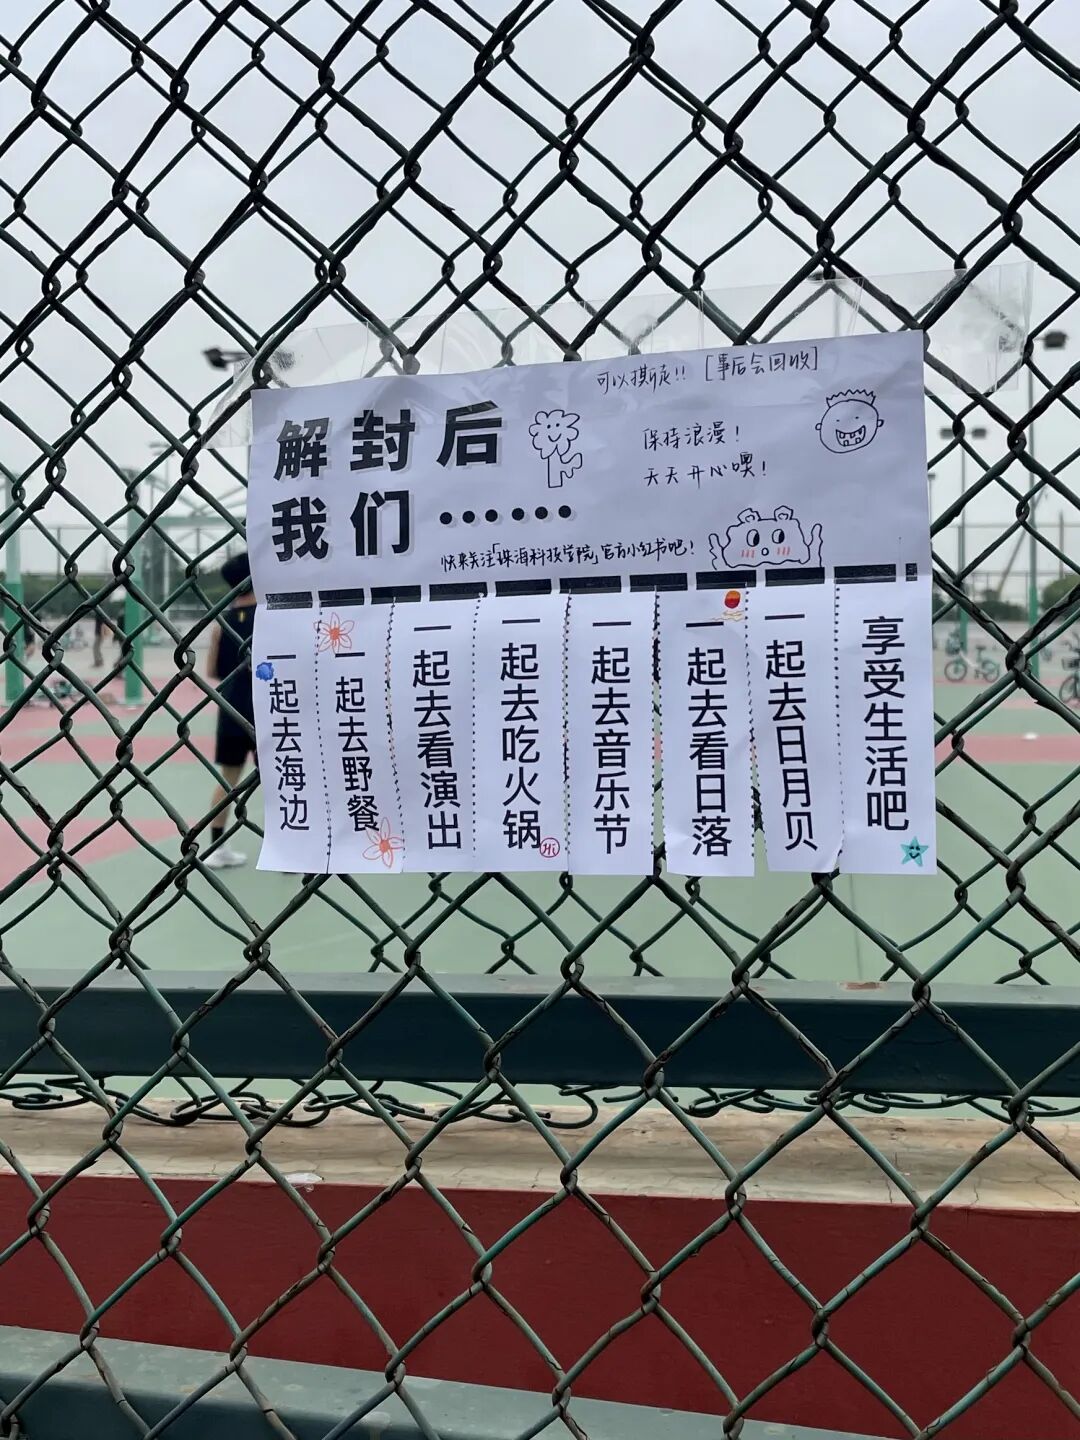 可以撕哒!! [事后会回收]
解封后
保持浪漫!
天天开心噢!
我们······
快来关注「珠海科技学院」官方小红书吧!
一起去海边
一起去野餐
一起去看演出
一起去吃火锅
Hi
一起去音乐节
一起去看日落
一起去日月贝
享受生活吧